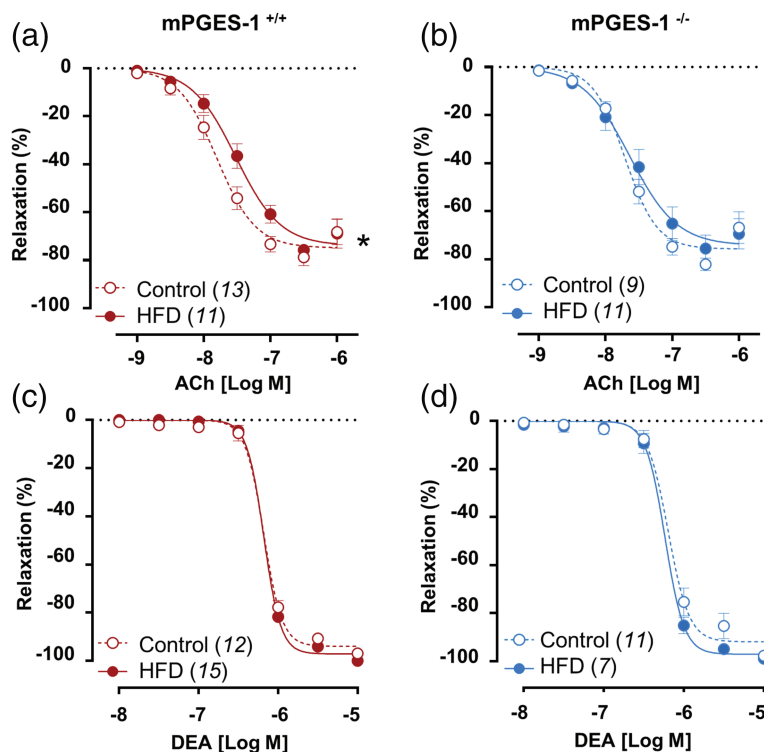 mPGES-1 +/+
mPGES-1 -/-
(a)
0
-20
-40
-60
-80
-100
Relaxation (%)
*
Control (13)
HFD (11)
-9 -8 -7 -6
ACh [Log M]
(b)
0
-20
-40
-60
-80
-100
Relaxation (%)
Control (9)
HFD (11)
-9 -8 -7 -6
ACh [Log M]
(c)
0
-20
-40
-60
-80
-100
Relaxation (%)
Control (12)
HFD (15)
-8 -7 -6 -5
DEA [Log M]
(d)
0
-20
-40
-60
-80
-100
Relaxation (%)
Control (11)
HFD (7)
-8 -7 -6 -5
DEA [Log M]